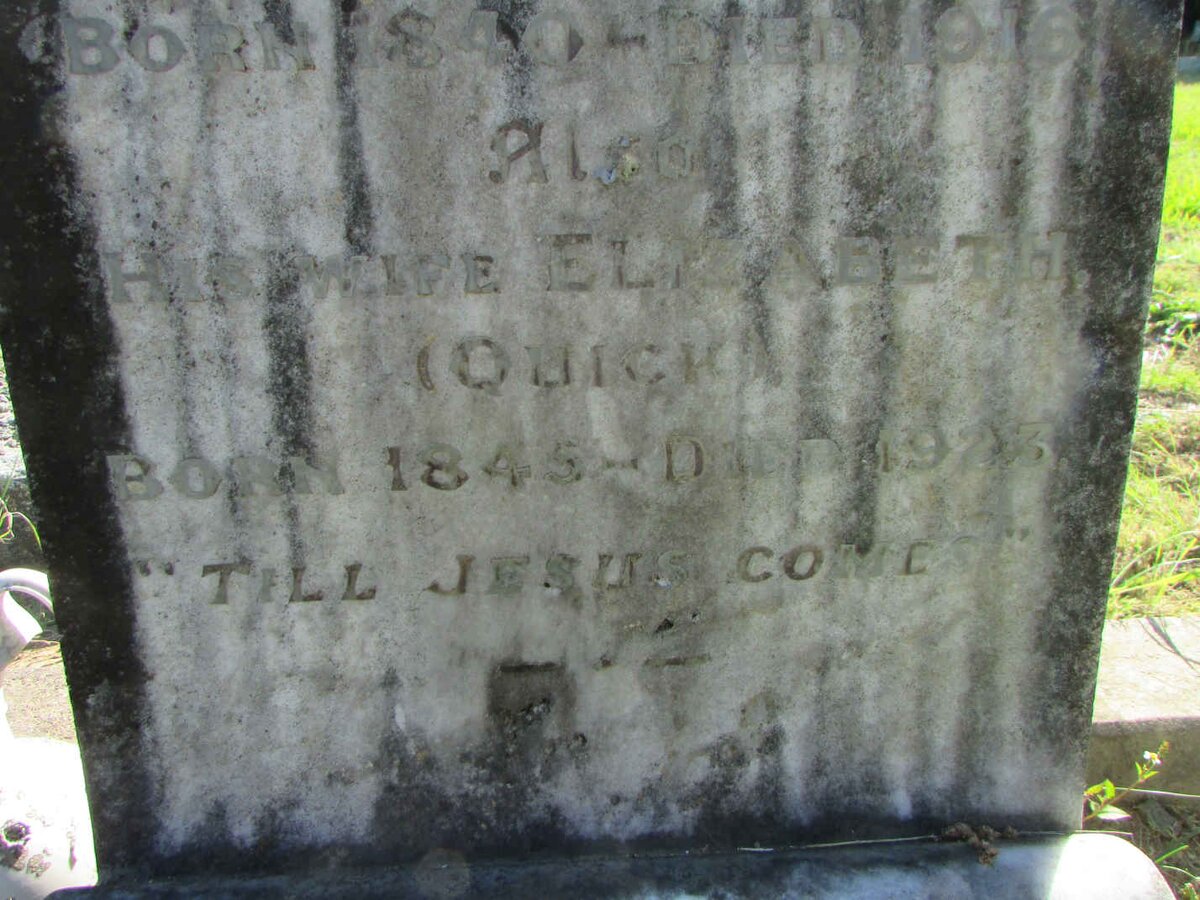 BORN 1840 - DIED 1916
Also
HIS WIFE ELIZABETH,
(QUICK)
BORN 1845 - DIED 1923
"TILL JESUS COMES"